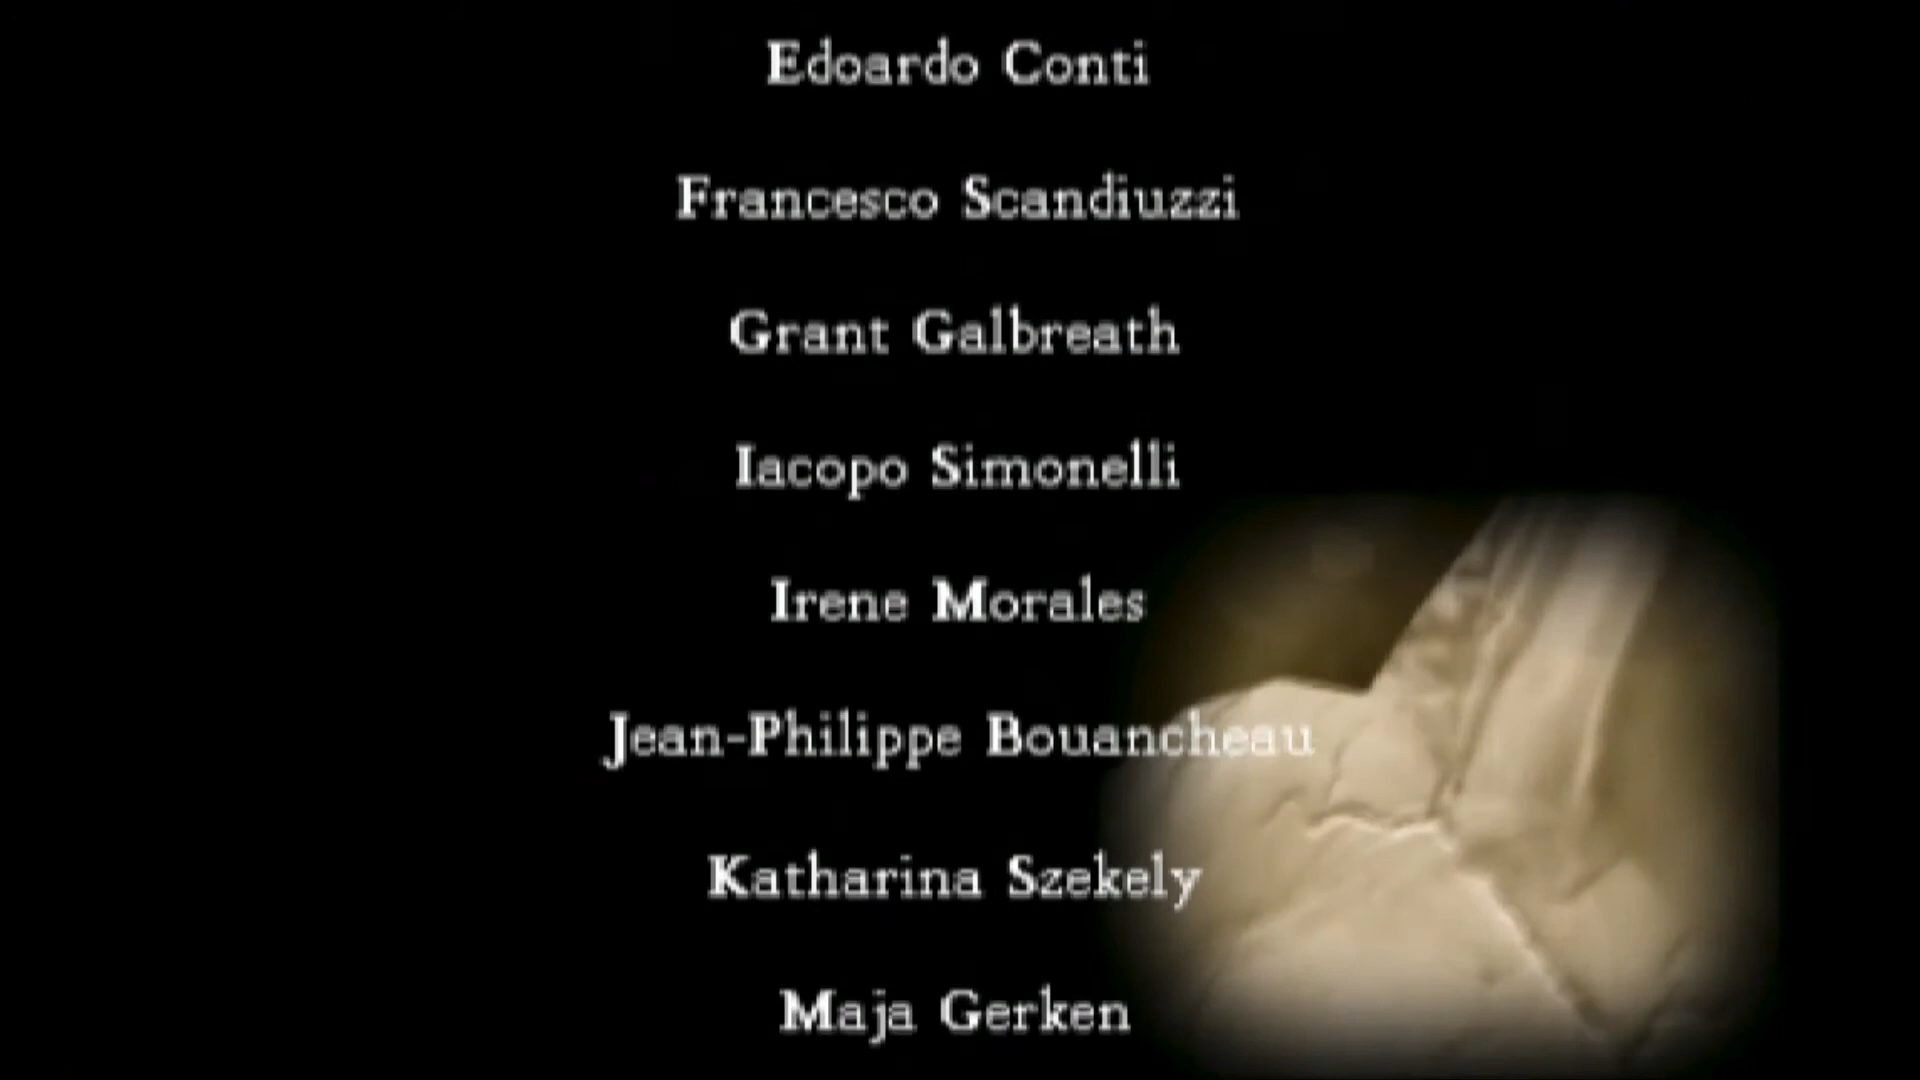 Edoardo Conti
Francesco Scandiuzzi
Grant Galbreath
Iacopo Simonelli
Irene Morales
Jean-Philippe Bouancheau
Katharina Szekely
Maja Gerken